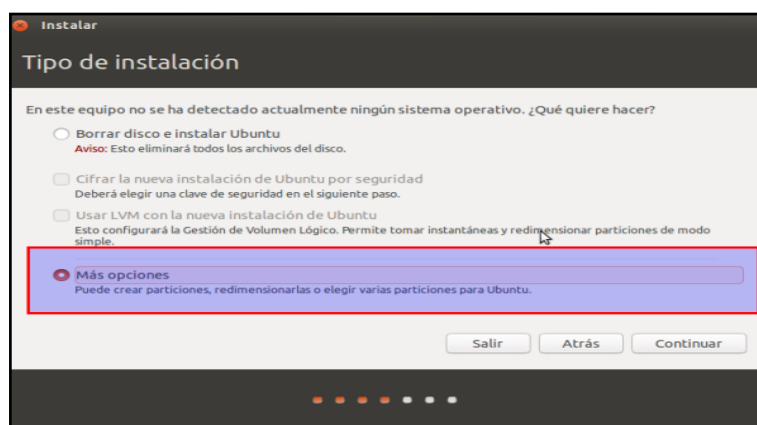 Instalar
Tipo de instalación
En este equipo no se ha detectado actualmente ningún sistema operativo. ¿Qué quiere hacer?
Borrar disco e instalar Ubuntu
Aviso: Esto eliminará todos los archivos del disco.
Cifrar la nueva instalación de Ubuntu por seguridad
Deberá elegir una clave de seguridad en el siguiente paso.
Usar LVM con la nueva instalación de Ubuntu
Esto configurará la Gestión de Volumen Lógico. Permite tomar instantáneas y redimensionar particiones de modo
simple.
Más opciones
Puede crear particiones, redimensionarlas o elegir varias particiones para Ubuntu.
Salir Atrás Continuar